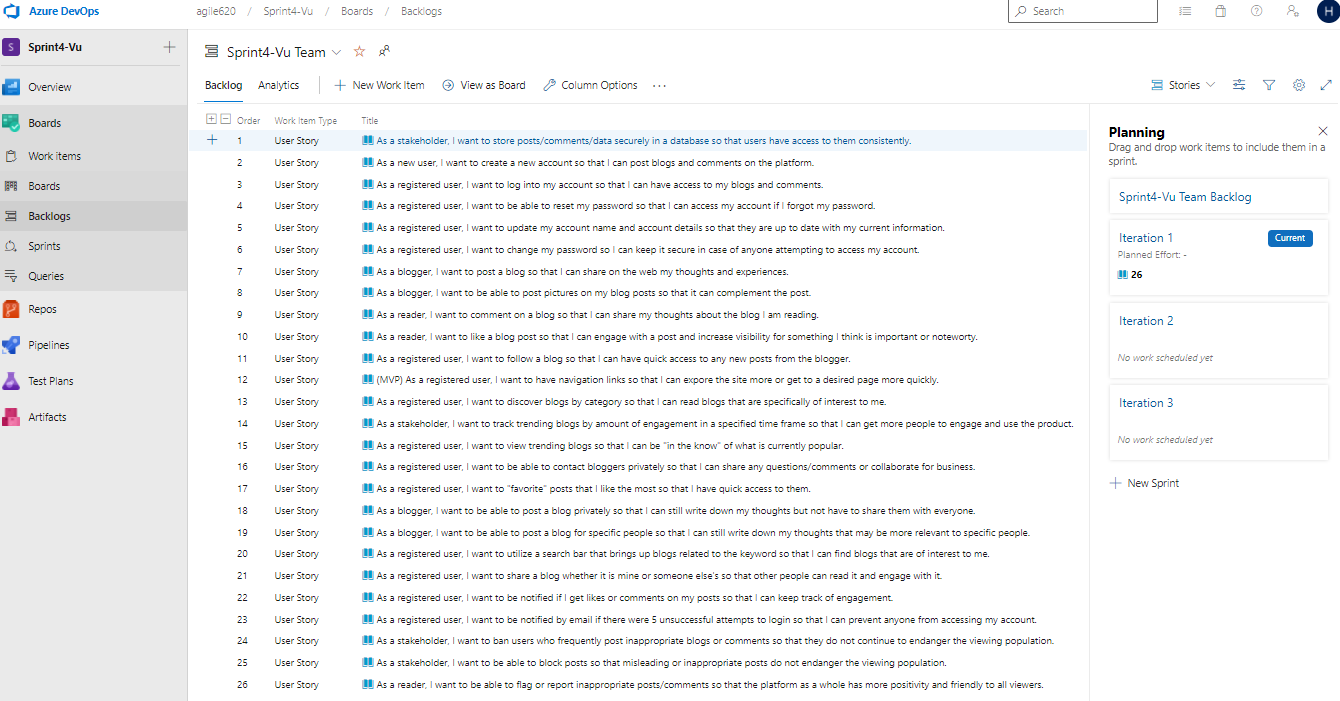 Azure DevOps
agile620 / Sprint4-Vu / Boards / Backlogs
Search
H
S Sprint4-Vu
Overview
Boards
Work items
Boards
Backlogs
Sprints
Queries
Repos
Pipelines
Test Plans
Artifacts
Sprint4-Vu Team
Backlog Analytics New Work Item View as Board Column Options ...
Stories
Order Work Item Type Title
1 User Story As a stakeholder, I want to store posts/comments/data securely in a database so that users have access to them consistently.
2 User Story As a new user, I want to create a new account so that I can post blogs and comments on the platform.
3 User Story As a registered user, I want to log into my account so that I can have access to my blogs and comments.
4 User Story As a registered user, I want to be able to reset my password so that I can access my account if I forgot my password.
5 User Story As a registered user, I want to update my account name and account details so that they are up to date with my current information.
6 User Story As a registered user, I want to change my password so I can keep it secure in case of anyone attempting to access my account.
7 User Story As a blogger, I want to post a blog so that I can share on the web my thoughts and experiences.
8 User Story As a blogger, I want to be able to post pictures on my blog posts so that it can complement the post.
9 User Story As a reader, I want to comment on a blog so that I can share my thoughts about the blog I am reading.
10 User Story As a reader, I want to like a blog post so that I can engage with a post and increase visibility for something I think is important or noteworty.
11 User Story As a registered user, I want to follow a blog so that I can have quick access to any new posts from the blogger.
12 User Story (MVP) As a registered user, I want to have navigation links so that I can expore the site more or get to a desired page more quickly.
13 User Story As a registered user, I want to discover blogs by category so that I can read blogs that are specifically of interest to me.
14 User Story As a stakeholder, I want to track trending blogs by amount of engagement in a specified time frame so that I can get more people to engage and use the product.
15 User Story As a registered user, I want to view trending blogs so that I can be "in the know" of what is currently popular.
16 User Story As a registered user, I want to be able to contact bloggers privately so that I can share any questions/comments or collaborate for business.
17 User Story As a registered user, I want to "favorite" posts that I like the most so that I have quick access to them.
18 User Story As a blogger, I want to be able to post a blog privately so that I can still write down my thoughts but not have to share them with everyone.
19 User Story As a blogger, I want to be able to post a blog for specific people so that I can still write down my thoughts that may be more relevant to specific people.
20 User Story As a registered user, I want to utilize a search bar that brings up blogs related to the keyword so that I can find blogs that are of interest to me.
21 User Story As a registered user, I want to share a blog whether it is mine or someone else's so that other people can read it and engage with it.
22 User Story As a registered user, I want to be notified if I get likes or comments on my posts so that I can keep track of engagement.
23 User Story As a registered user, I want to be notified by email if there were 5 unsuccessful attempts to login so that I can prevent anyone from accessing my account.
24 User Story As a stakeholder, I want to ban users who frequently post inappropriate blogs or comments so that they do not continue to endanger the viewing population.
25 User Story As a stakeholder, I want to be able to block posts so that misleading or inappropriate posts do not endanger the viewing population.
26 User Story As a reader, I want to be able to flag or report inappropriate posts/comments so that the platform as a whole has more positivity and friendly to all viewers.
Planning
Drag and drop work items to include them in a
sprint.
Sprint4-Vu Team Backlog
Iteration 1 Current
Planned Effort: -
26
Iteration 2
No work scheduled yet
Iteration 3
No work scheduled yet
New Sprint